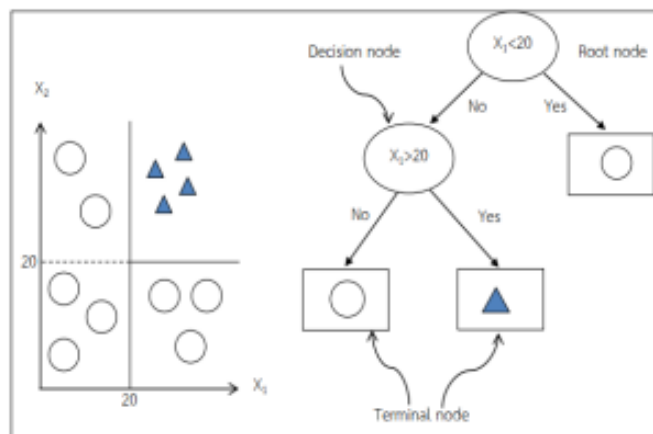 X₁<20
Decision node
Root node
X₂
No
Yes
X₂>20
No
Yes
20
20
X₁
Terminal node